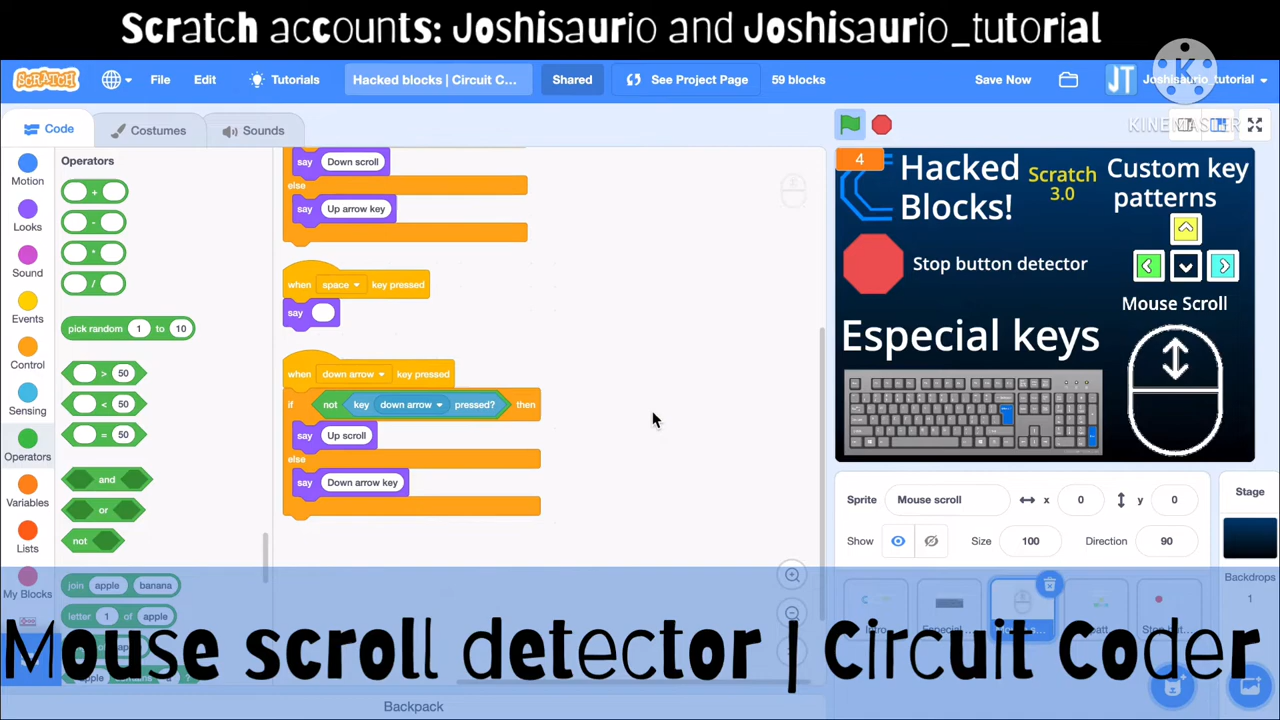 Scratch accounts: Joshisaurio and Joshisaurio_tutorial
SCRATCH
File
Edit
Tutorials
Hacked blocks | Circuit C...
Shared
See Project Page
59 blocks
Save Now
JT
Joshisaurio_tutorial
KINEMASTER
Code
Costumes
Sounds
Motion
Looks
Sound
Events
Control
Sensing
Operators
Variables
Lists
My Blocks
Operators
+
-
*
/
pick random 1 to 10
> 50
< 50
= 50
and
or
not
join apple banana
letter 1 of apple
say Down scroll
else
say Up arrow key
when space key pressed
say
when down arrow key pressed
if not key down arrow pressed? then
say Up scroll
else
say Down arrow key
4
Hacked
Blocks!
Scratch
3.0
Custom key
patterns
Stop button detector
Mouse Scroll
Especial keys
Sprite
Mouse scroll
x
0
y
0
Show
Size
100
Direction
90
Stage
Backdrops
1
Mouse scroll detector | Circuit Coder
Backpack